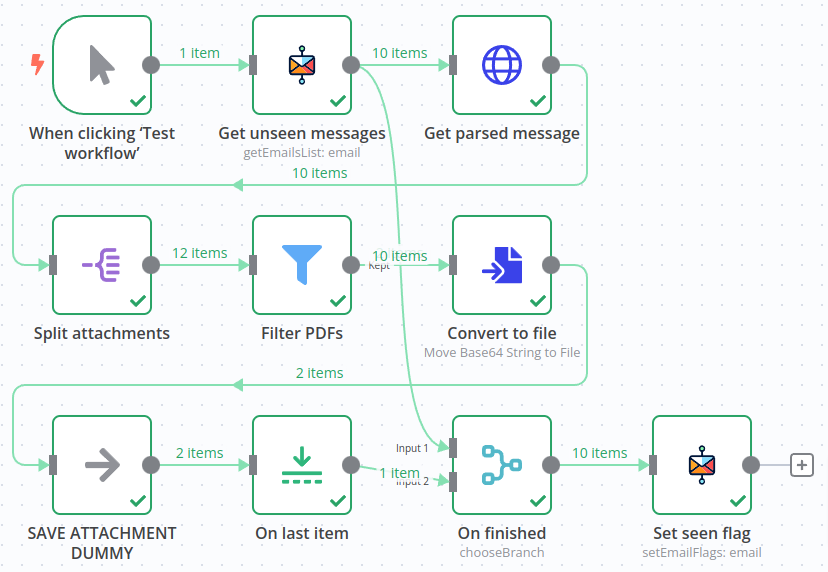 1 item
10 items
When clicking ‘Test
workflow’
Get unseen messages
getEmailsList: email
Get parsed message
10 items
12 items
10 items
Kept
Split attachments
Filter PDFs
Convert to file
Move Base64 String to File
2 items
2 items
Input 1
1 item
Input 2
10 items
SAVE ATTACHMENT
DUMMY
On last item
On finished
chooseBranch
Set seen flag
setEmailFlags: email